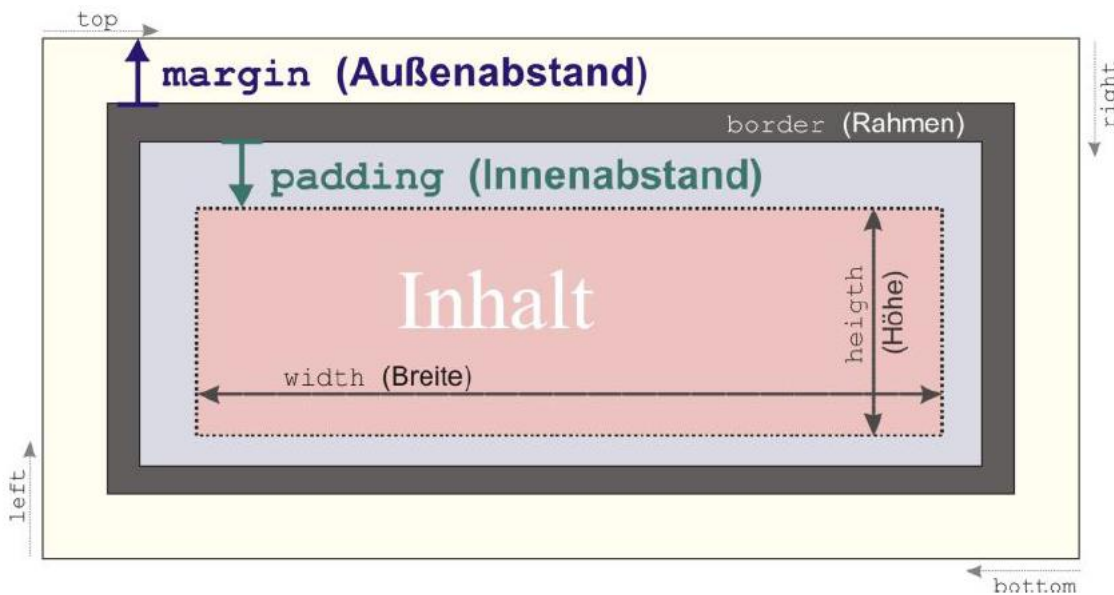 top
margin (Außenabstand)
right
border (Rahmen)
padding (Innenabstand)
Inhalt
heigth
(Höhe)
width (Breite)
left
bottom